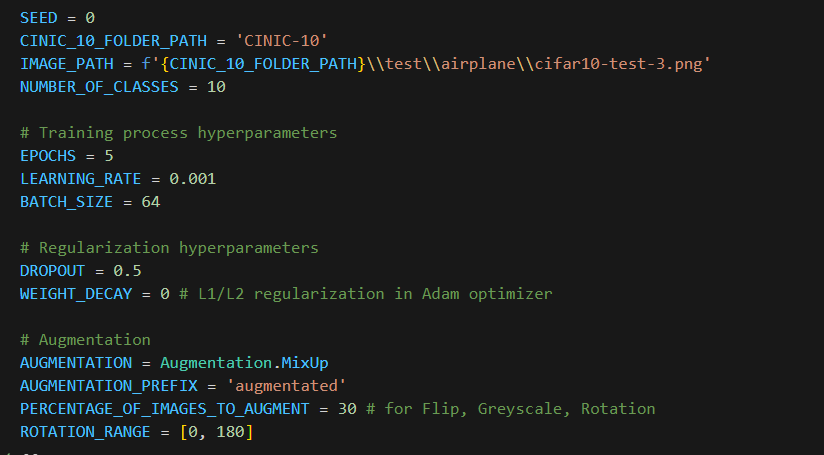 SEED = 0
CINIC_10_FOLDER_PATH = 'CINIC-10'
IMAGE_PATH = f'{CINIC_10_FOLDER_PATH}\\test\\airplane\\cifar10-test-3.png'
NUMBER_OF_CLASSES = 10
# Training process hyperparameters
EPOCHS = 5
LEARNING_RATE = 0.001
BATCH_SIZE = 64
# Regularization hyperparameters
DROPOUT = 0.5
WEIGHT_DECAY = 0 # L1/L2 regularization in Adam optimizer
# Augmentation
AUGMENTATION = Augmentation.MixUp
AUGMENTATION_PREFIX = 'augmentated'
PERCENTAGE_OF_IMAGES_TO_AUGMENT = 30 # for Flip, Greyscale, Rotation
ROTATION_RANGE = [0, 180]